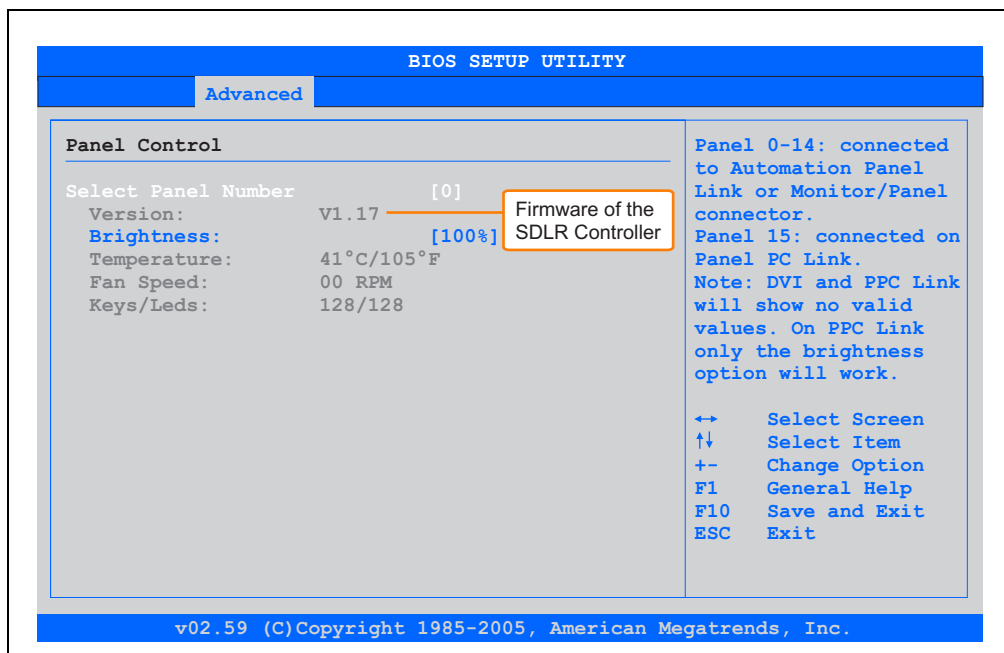 BIOS SETUP UTILITY
Advanced
Panel Control
Select Panel Number [0]
Version: V1.17
Firmware of the
SDLR Controller
Brightness: [100%]
Temperature: 41°C/105°F
Fan Speed: 00 RPM
Keys/Leds: 128/128
Panel 0-14: connected
to Automation Panel
Link or Monitor/Panel
connector.
Panel 15: connected on
Panel PC Link.
Note: DVI and PPC Link
will show no valid
values. On PPC Link
only the brightness
option will work.
↔ Select Screen
↑↓ Select Item
+- Change Option
F1 General Help
F10 Save and Exit
ESC Exit
v02.59 (C)Copyright 1985-2005, American Megatrends, Inc.